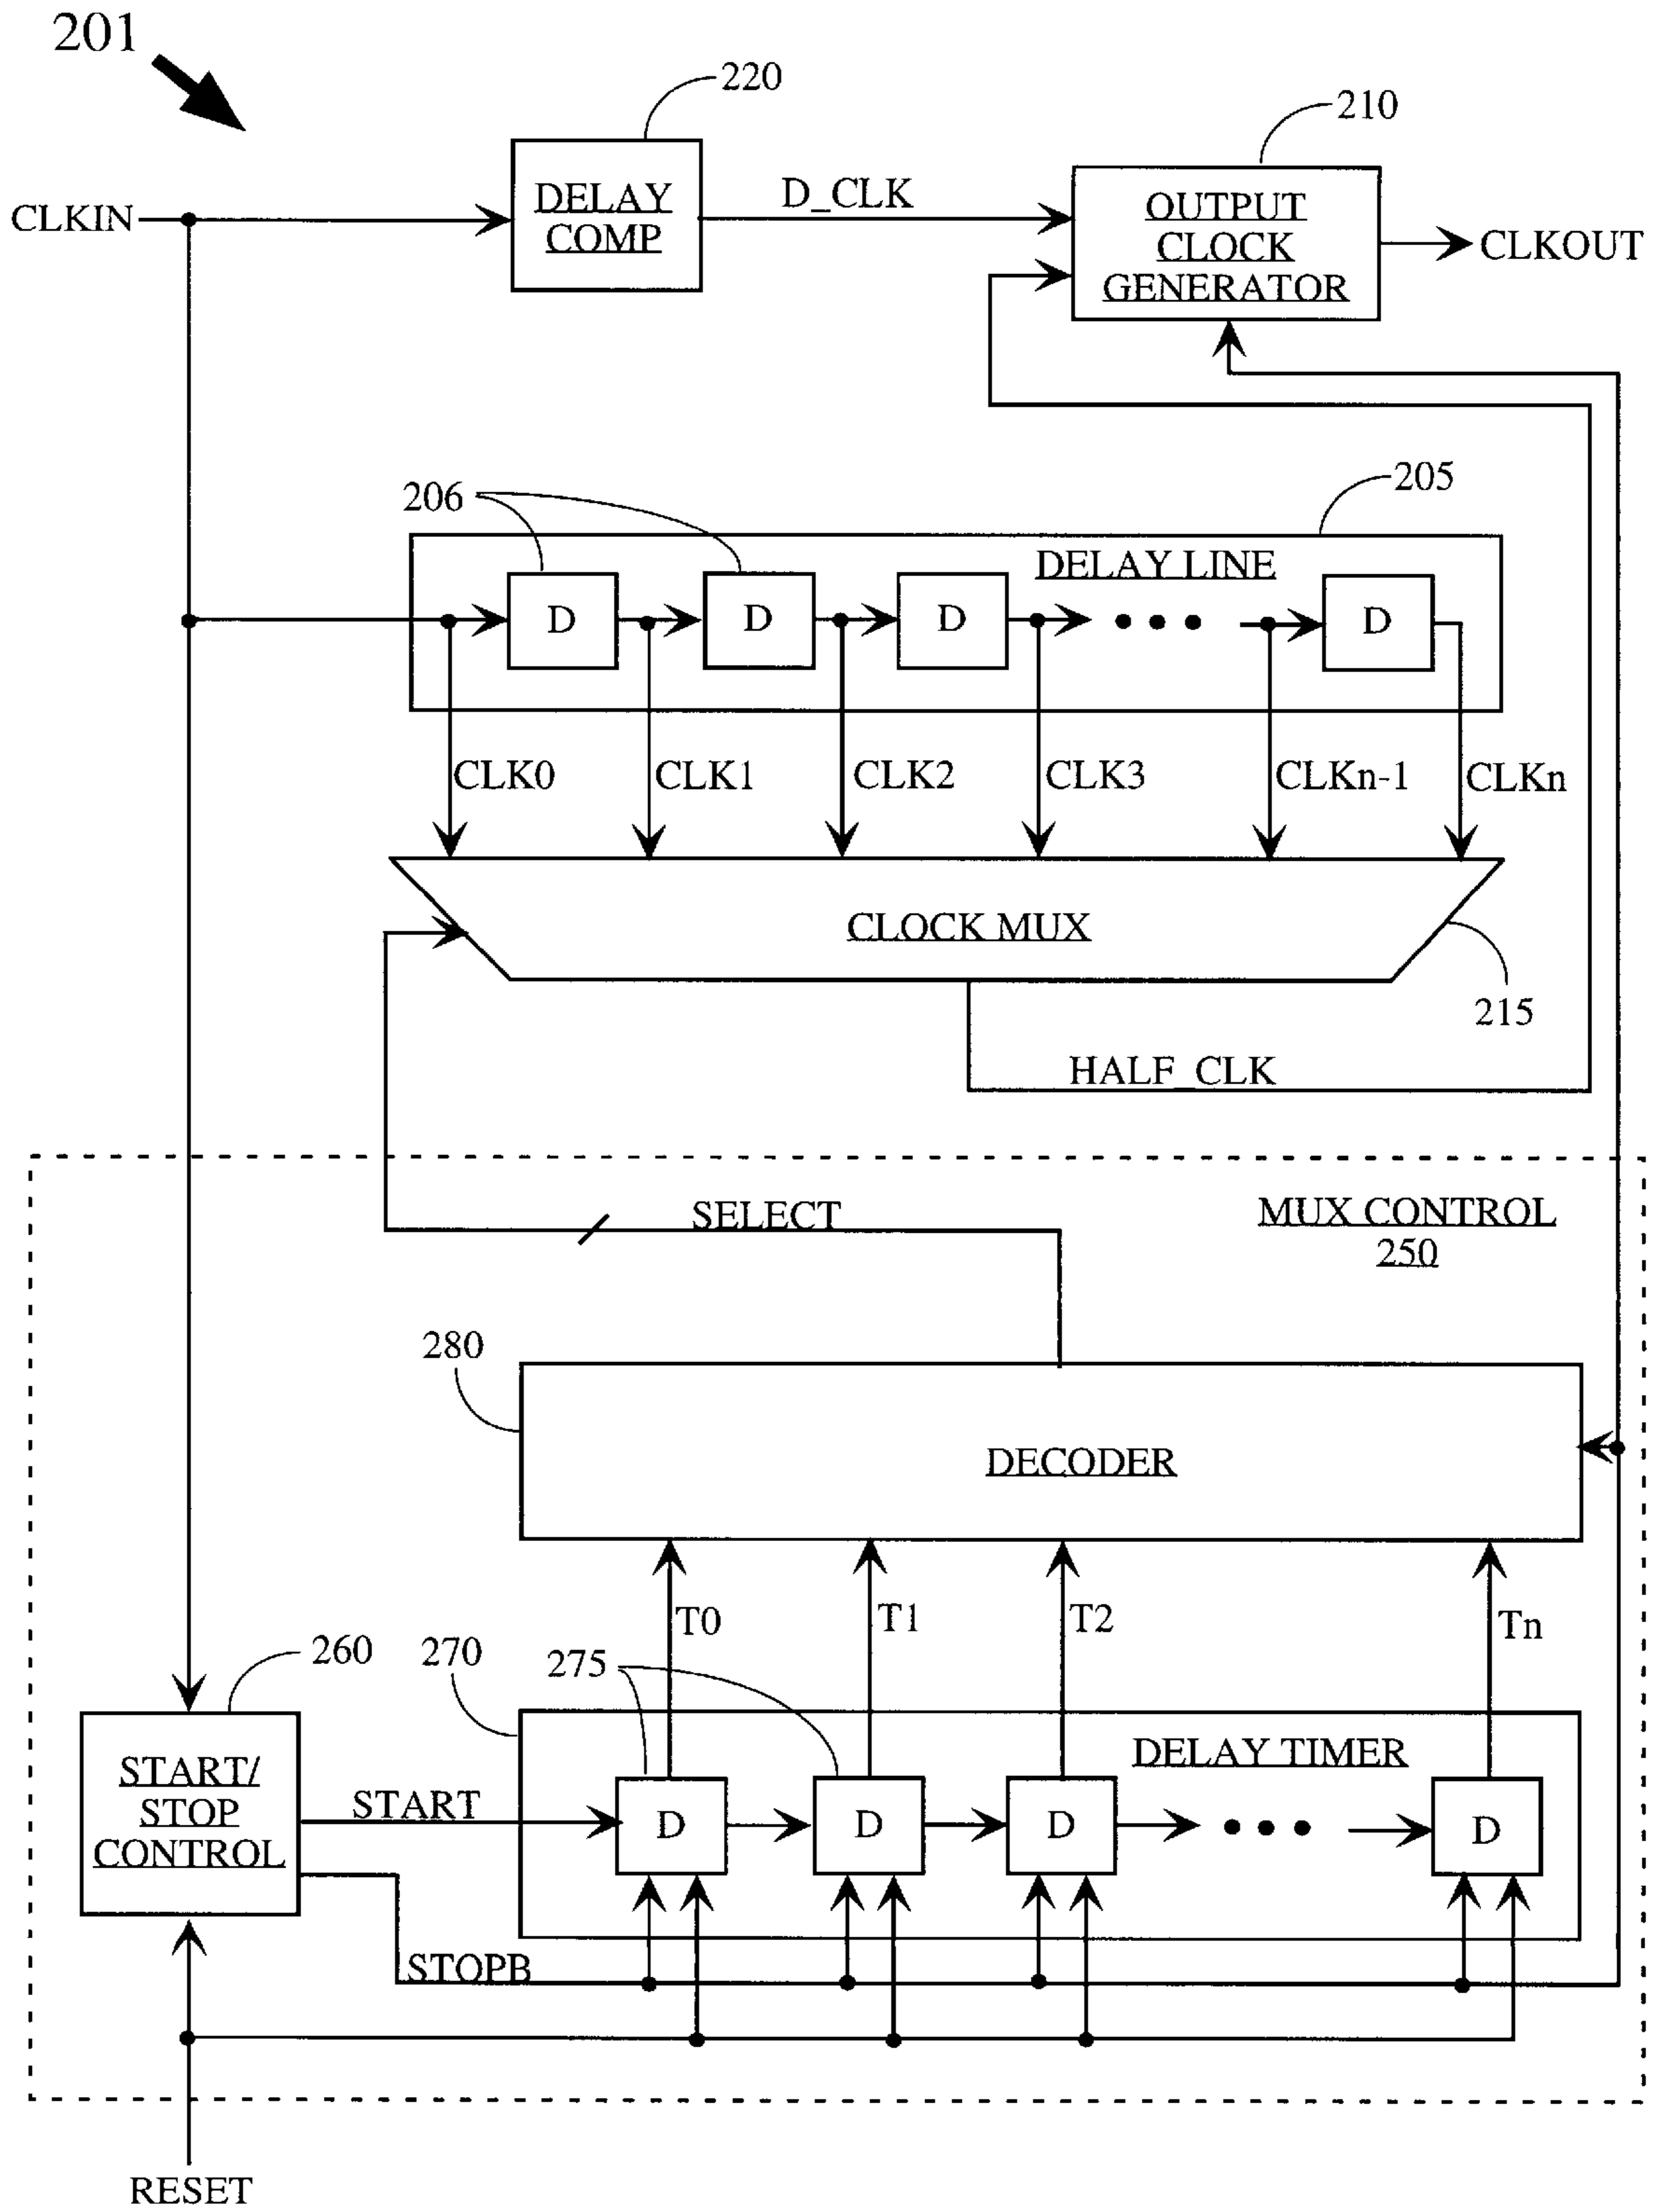 201
220
210
CLKIN
DELAY
COMP
D_CLK
OUTPUT
CLOCK
GENERATOR
CLKOUT
206
205
DELAY LINE
D
D
D
D
CLK0
CLK1
CLK2
CLK3
CLKn-1
CLKn
CLOCK MUX
215
HALF_CLK
SELECT
MUX CONTROL
250
280
DECODER
T0
T1
T2
Tn
260
270
275
START/
STOP
CONTROL
START
DELAY TIMER
D
D
D
D
STOPB
RESET